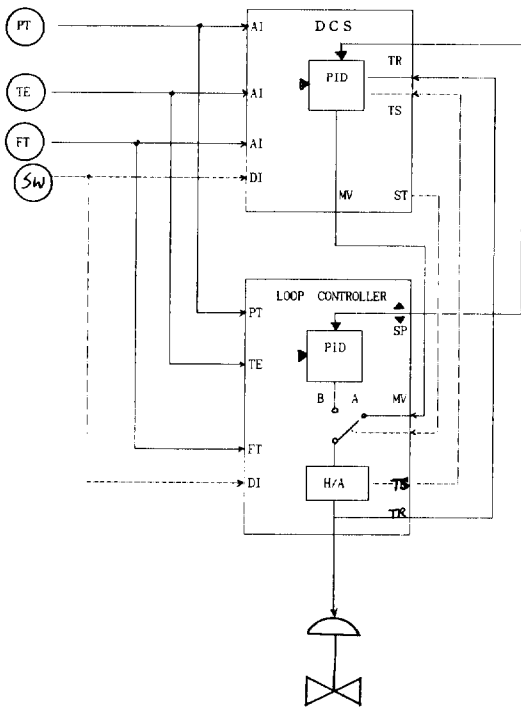 PT
TE
FT
SW
AI
AI
AI
DI
DCS
PID
TR
TS
MV
ST
LOOP CONTROLLER
PT
TE
FT
DI
SP
PID
B
A
MV
H/A
TS
TR